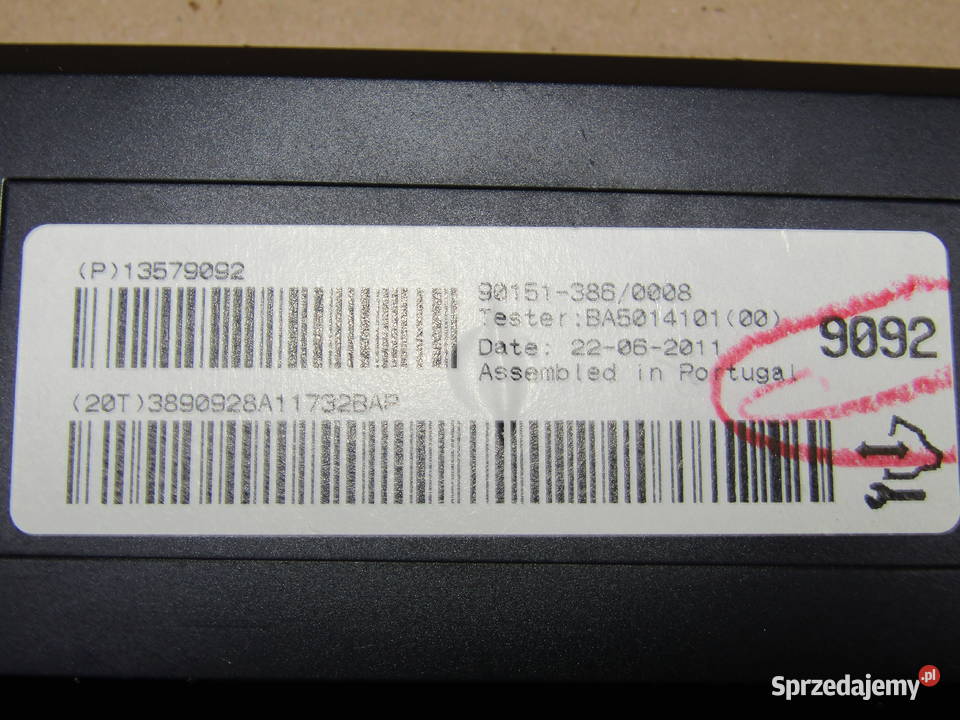 (P)13579092
90151-386/0008
Tester:BA5014101(00)
Date: 22-06-2011
Assembled in Portugal
9092
(20T)3890928A11732BAP
Sprzedajemy.pl